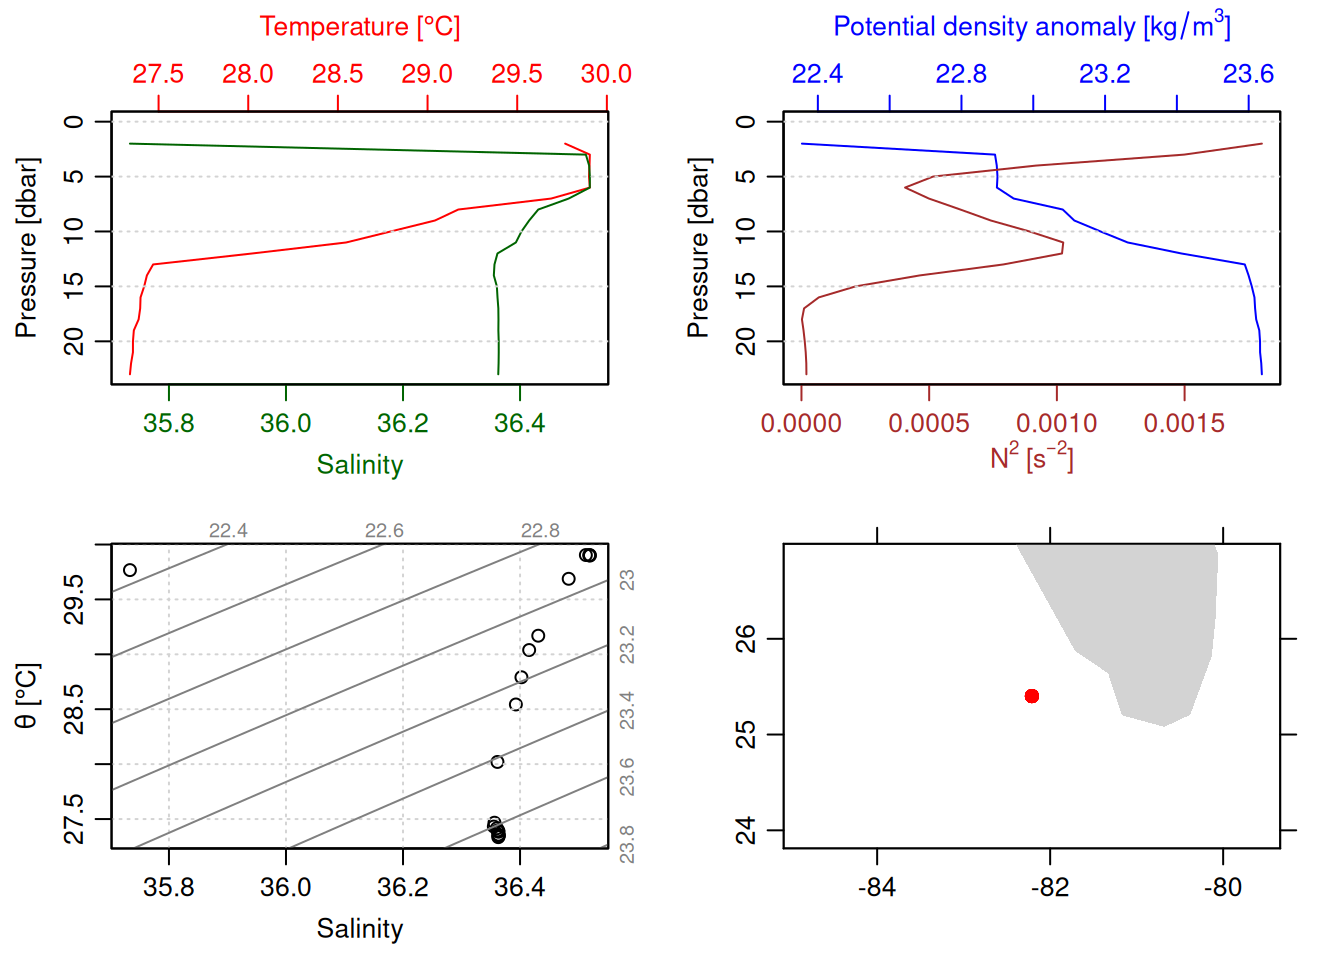 Temperature [°C]
27.5 28.0 28.5 29.0 29.5 30.0
Pressure [dbar]
0
5
10
15
20
35.8 36.0 36.2 36.4
Salinity
Potential density anomaly [kg/m³]
22.4 22.8 23.2 23.6
Pressure [dbar]
0
5
10
15
20
0.0000 0.0005 0.0010 0.0015
N² [s⁻²]
22.4 22.6 22.8
θ [°C]
29.5
28.5
27.5
23
23.2
23.4
23.6
23.8
35.8 36.0 36.2 36.4
Salinity
26
25
24
-84 -82 -80